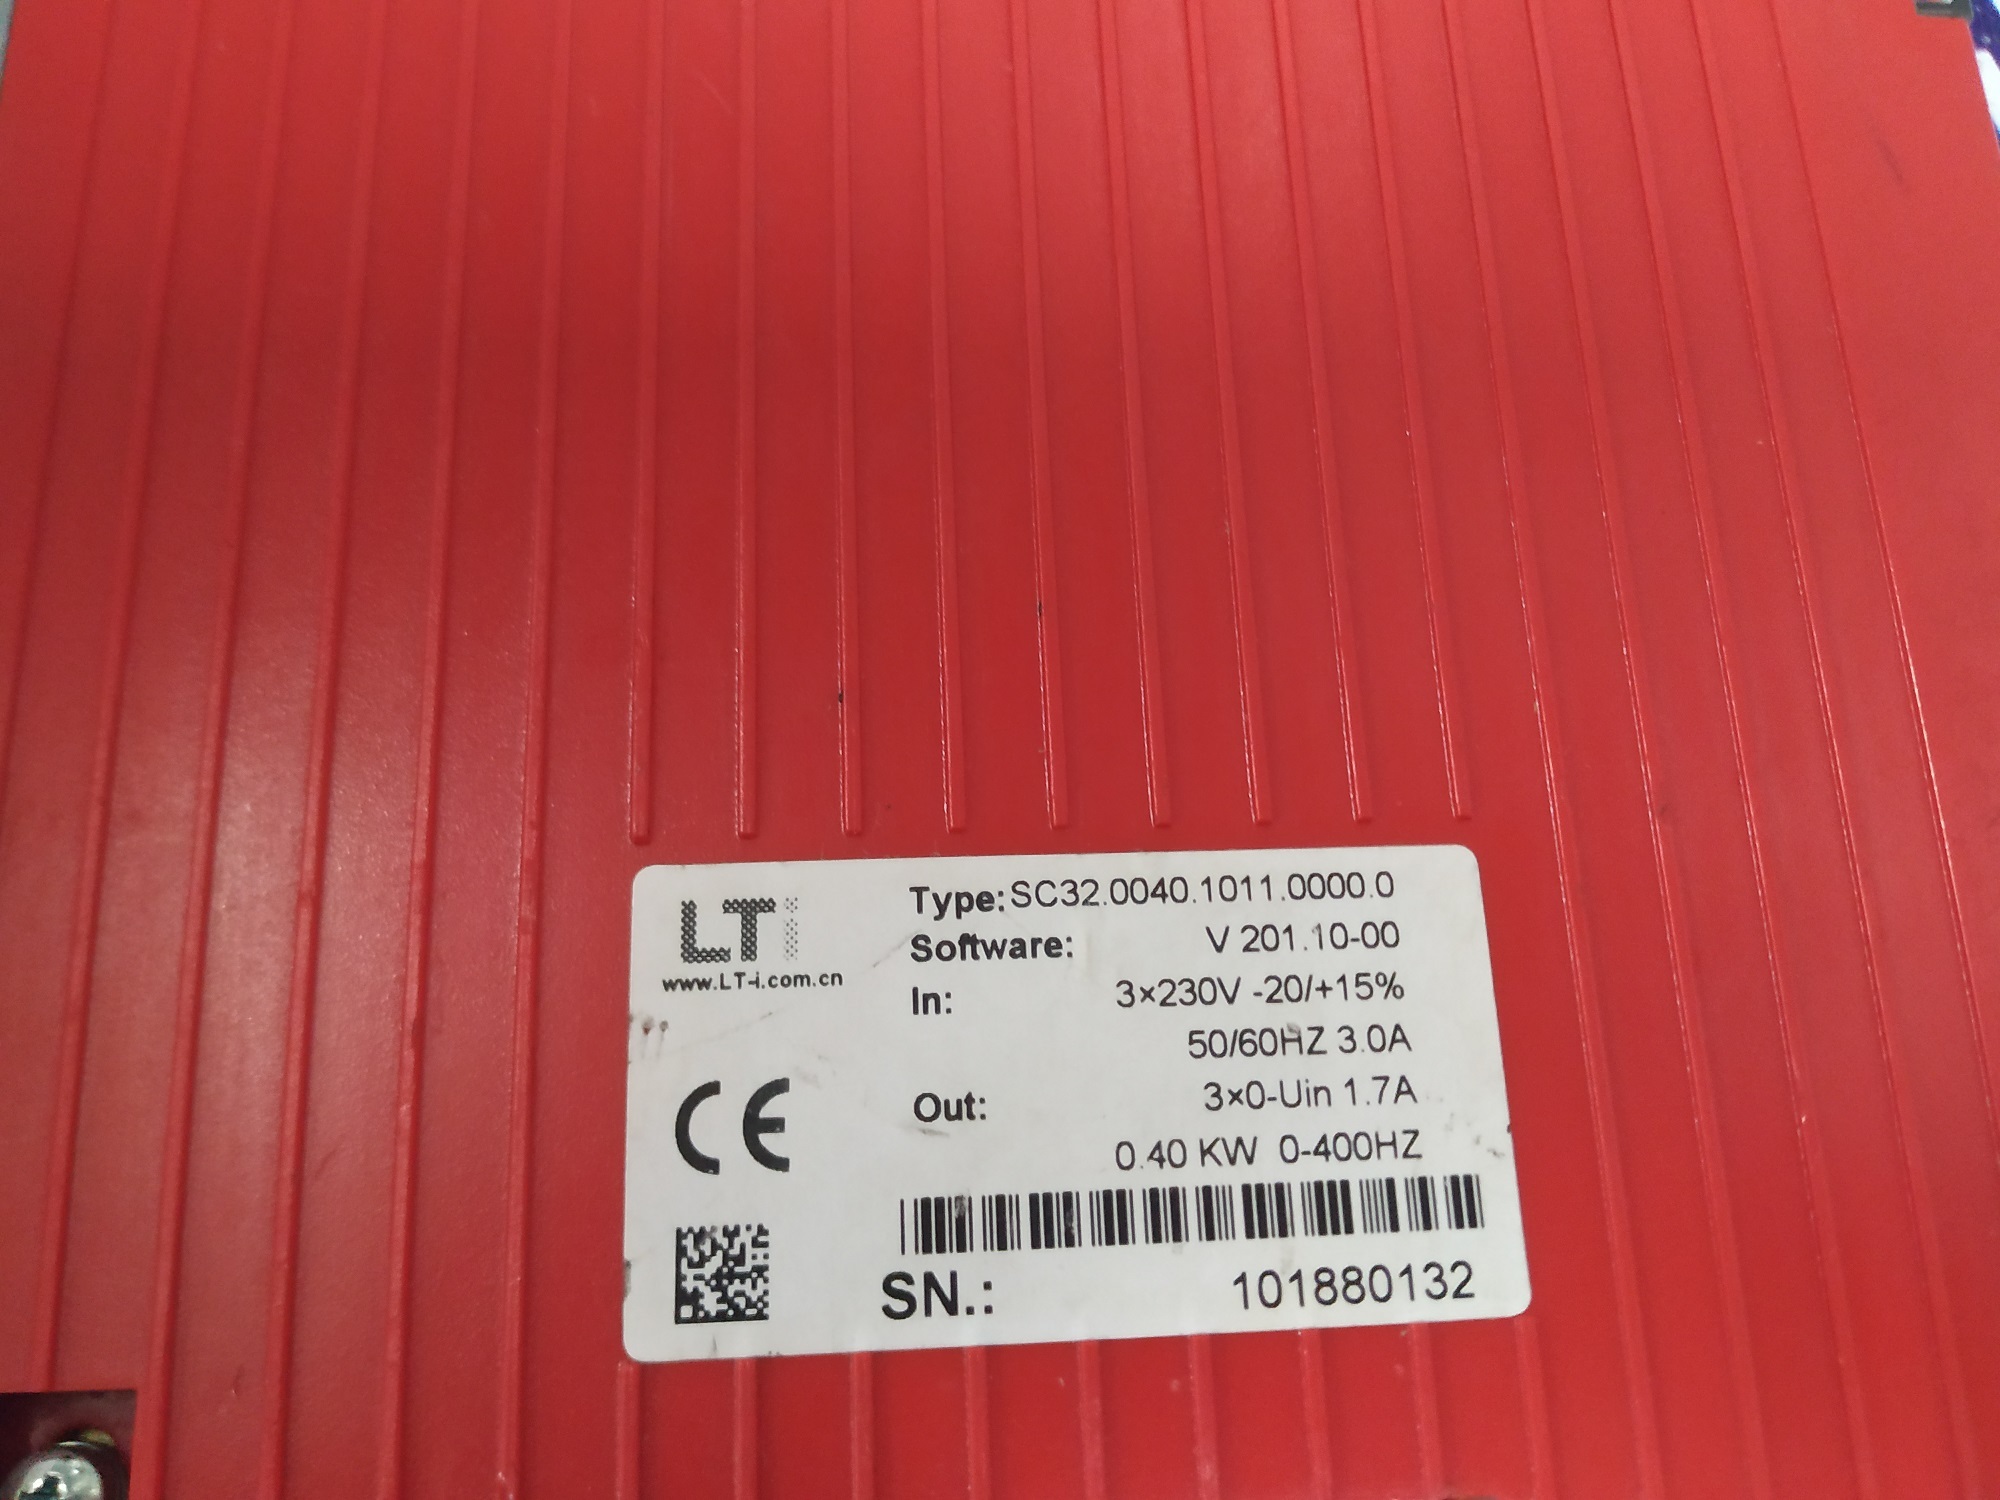 LTi
www.LT-i.com.cn
Type: SC32.0040.1011.0000.0
Software: V 201.10-00
In: 3×230V -20/+15%
50/60HZ 3.0A
Out: 3×0-Uin 1.7A
0.40 KW 0-400HZ
CE
SN.: 101880132